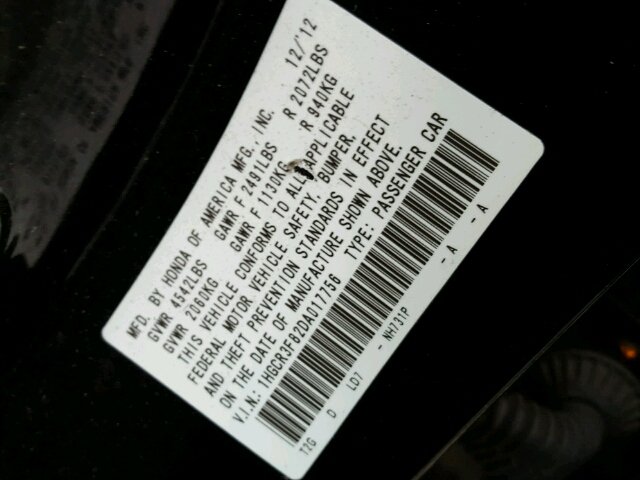 MFD. BY HONDA OF AMERICA MFG., INC. 12/'12
GVWR 4542LBS GAWR F 2491LBS R 2072LBS
GVWR 2060KG GAWR F 1130KG R 940KG
THIS VEHICLE CONFORMS TO ALL APPLICABLE
FEDERAL MOTOR VEHICLE SAFETY, BUMPER,
AND THEFT PREVENTION STANDARDS IN EFFECT
ON THE DATE OF MANUFACTURE SHOWN ABOVE.
V.I.N.: 1HGCR3F82DA017756 TYPE: PASSENGER CAR
T2G D LD7 - NH731P - A - A